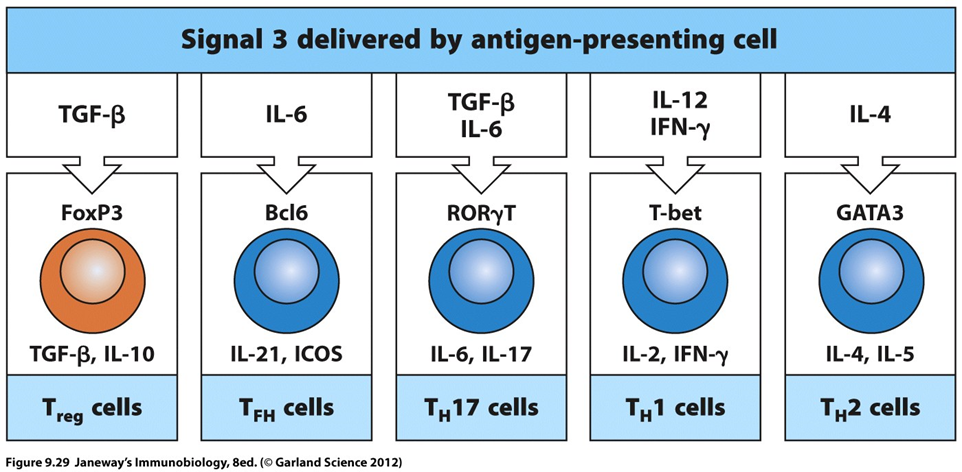 Signal 3 delivered by antigen-presenting cell
TGF-β
IL-6
TGF-β
IL-6
IL-12
IFN-γ
IL-4
FoxP3
Bcl6
RORγT
T-bet
GATA3
TGF-β, IL-10
IL-21, ICOS
IL-6, IL-17
IL-2, IFN-γ
IL-4, IL-5
Treg cells
TFH cells
TH17 cells
TH1 cells
TH2 cells
Figure 9.29 Janeway's Immunobiology, 8ed. (© Garland Science 2012)